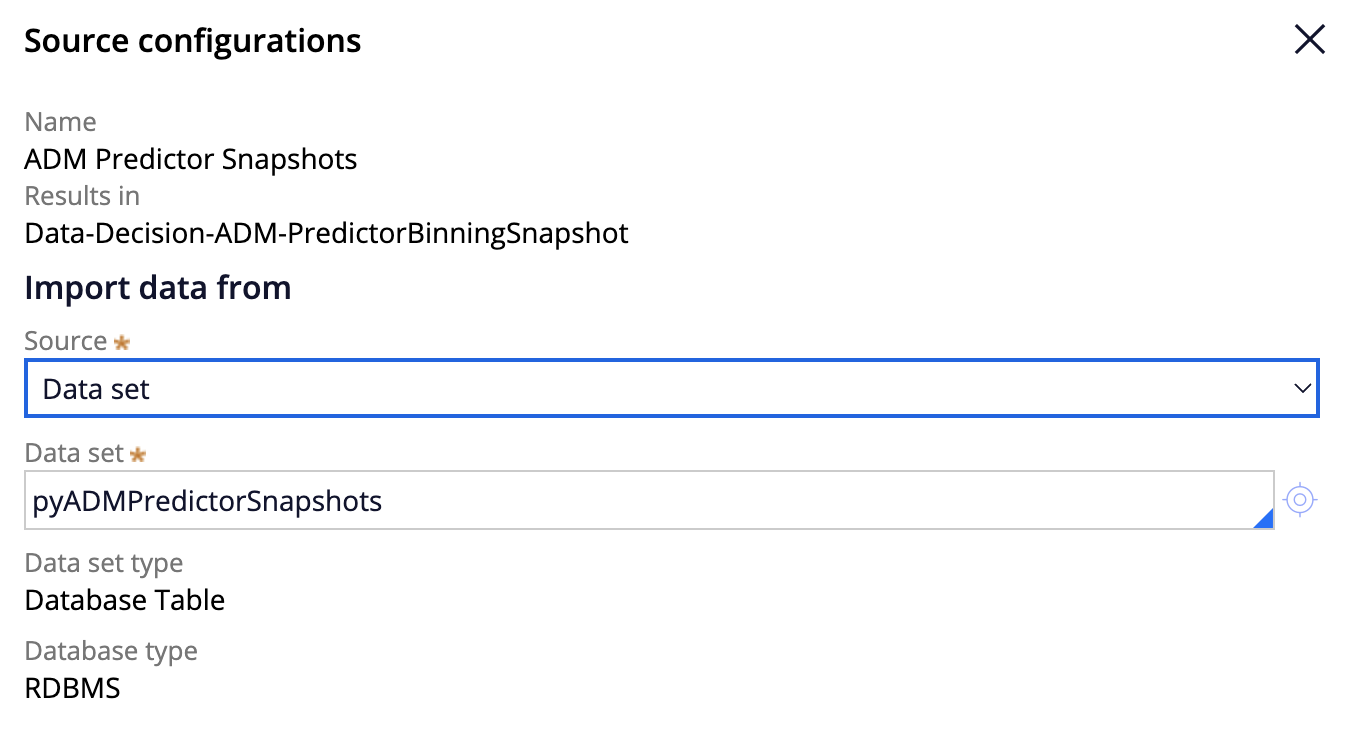 Source configurations
Name
ADM Predictor Snapshots
Results in
Data-Decision-ADM-PredictorBinningSnapshot
Import data from
Source *
Data set
Data set *
pyADMPredictorSnapshots
Data set type
Database Table
Database type
RDBMS